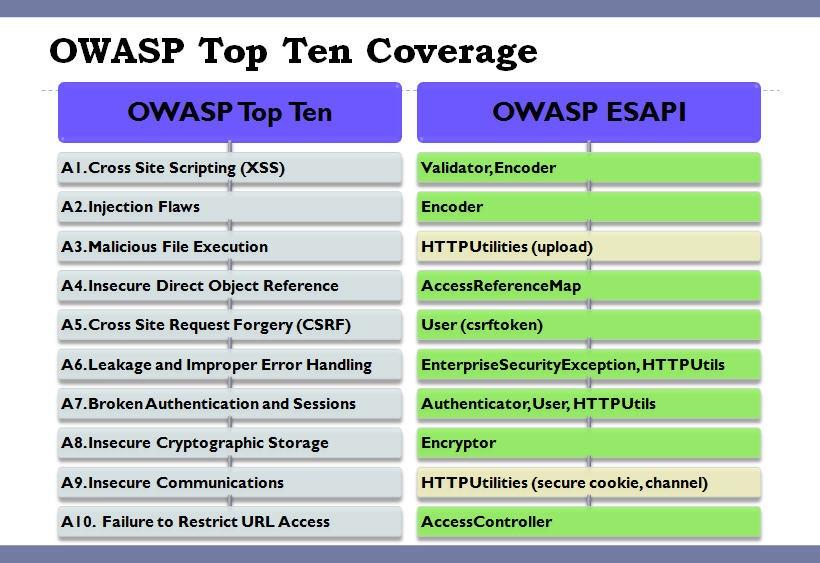 OWASP Top Ten Coverage
OWASP Top Ten
OWASP ESAPI
A1.Cross Site Scripting (XSS)
Validator,Encoder
A2.Injection Flaws
Encoder
A3.Malicious File Execution
HTTPUtilities (upload)
A4.Insecure Direct Object Reference
AccessReferenceMap
A5.Cross Site Request Forgery (CSRF)
User (csrftoken)
A6.Leakage and Improper Error Handling
EnterpriseSecurityException, HTTPUtils
A7.Broken Authentication and Sessions
Authenticator,User, HTTPUtils
A8.Insecure Cryptographic Storage
Encryptor
A9.Insecure Communications
HTTPUtilities (secure cookie, channel)
A10. Failure to Restrict URL Access
AccessController